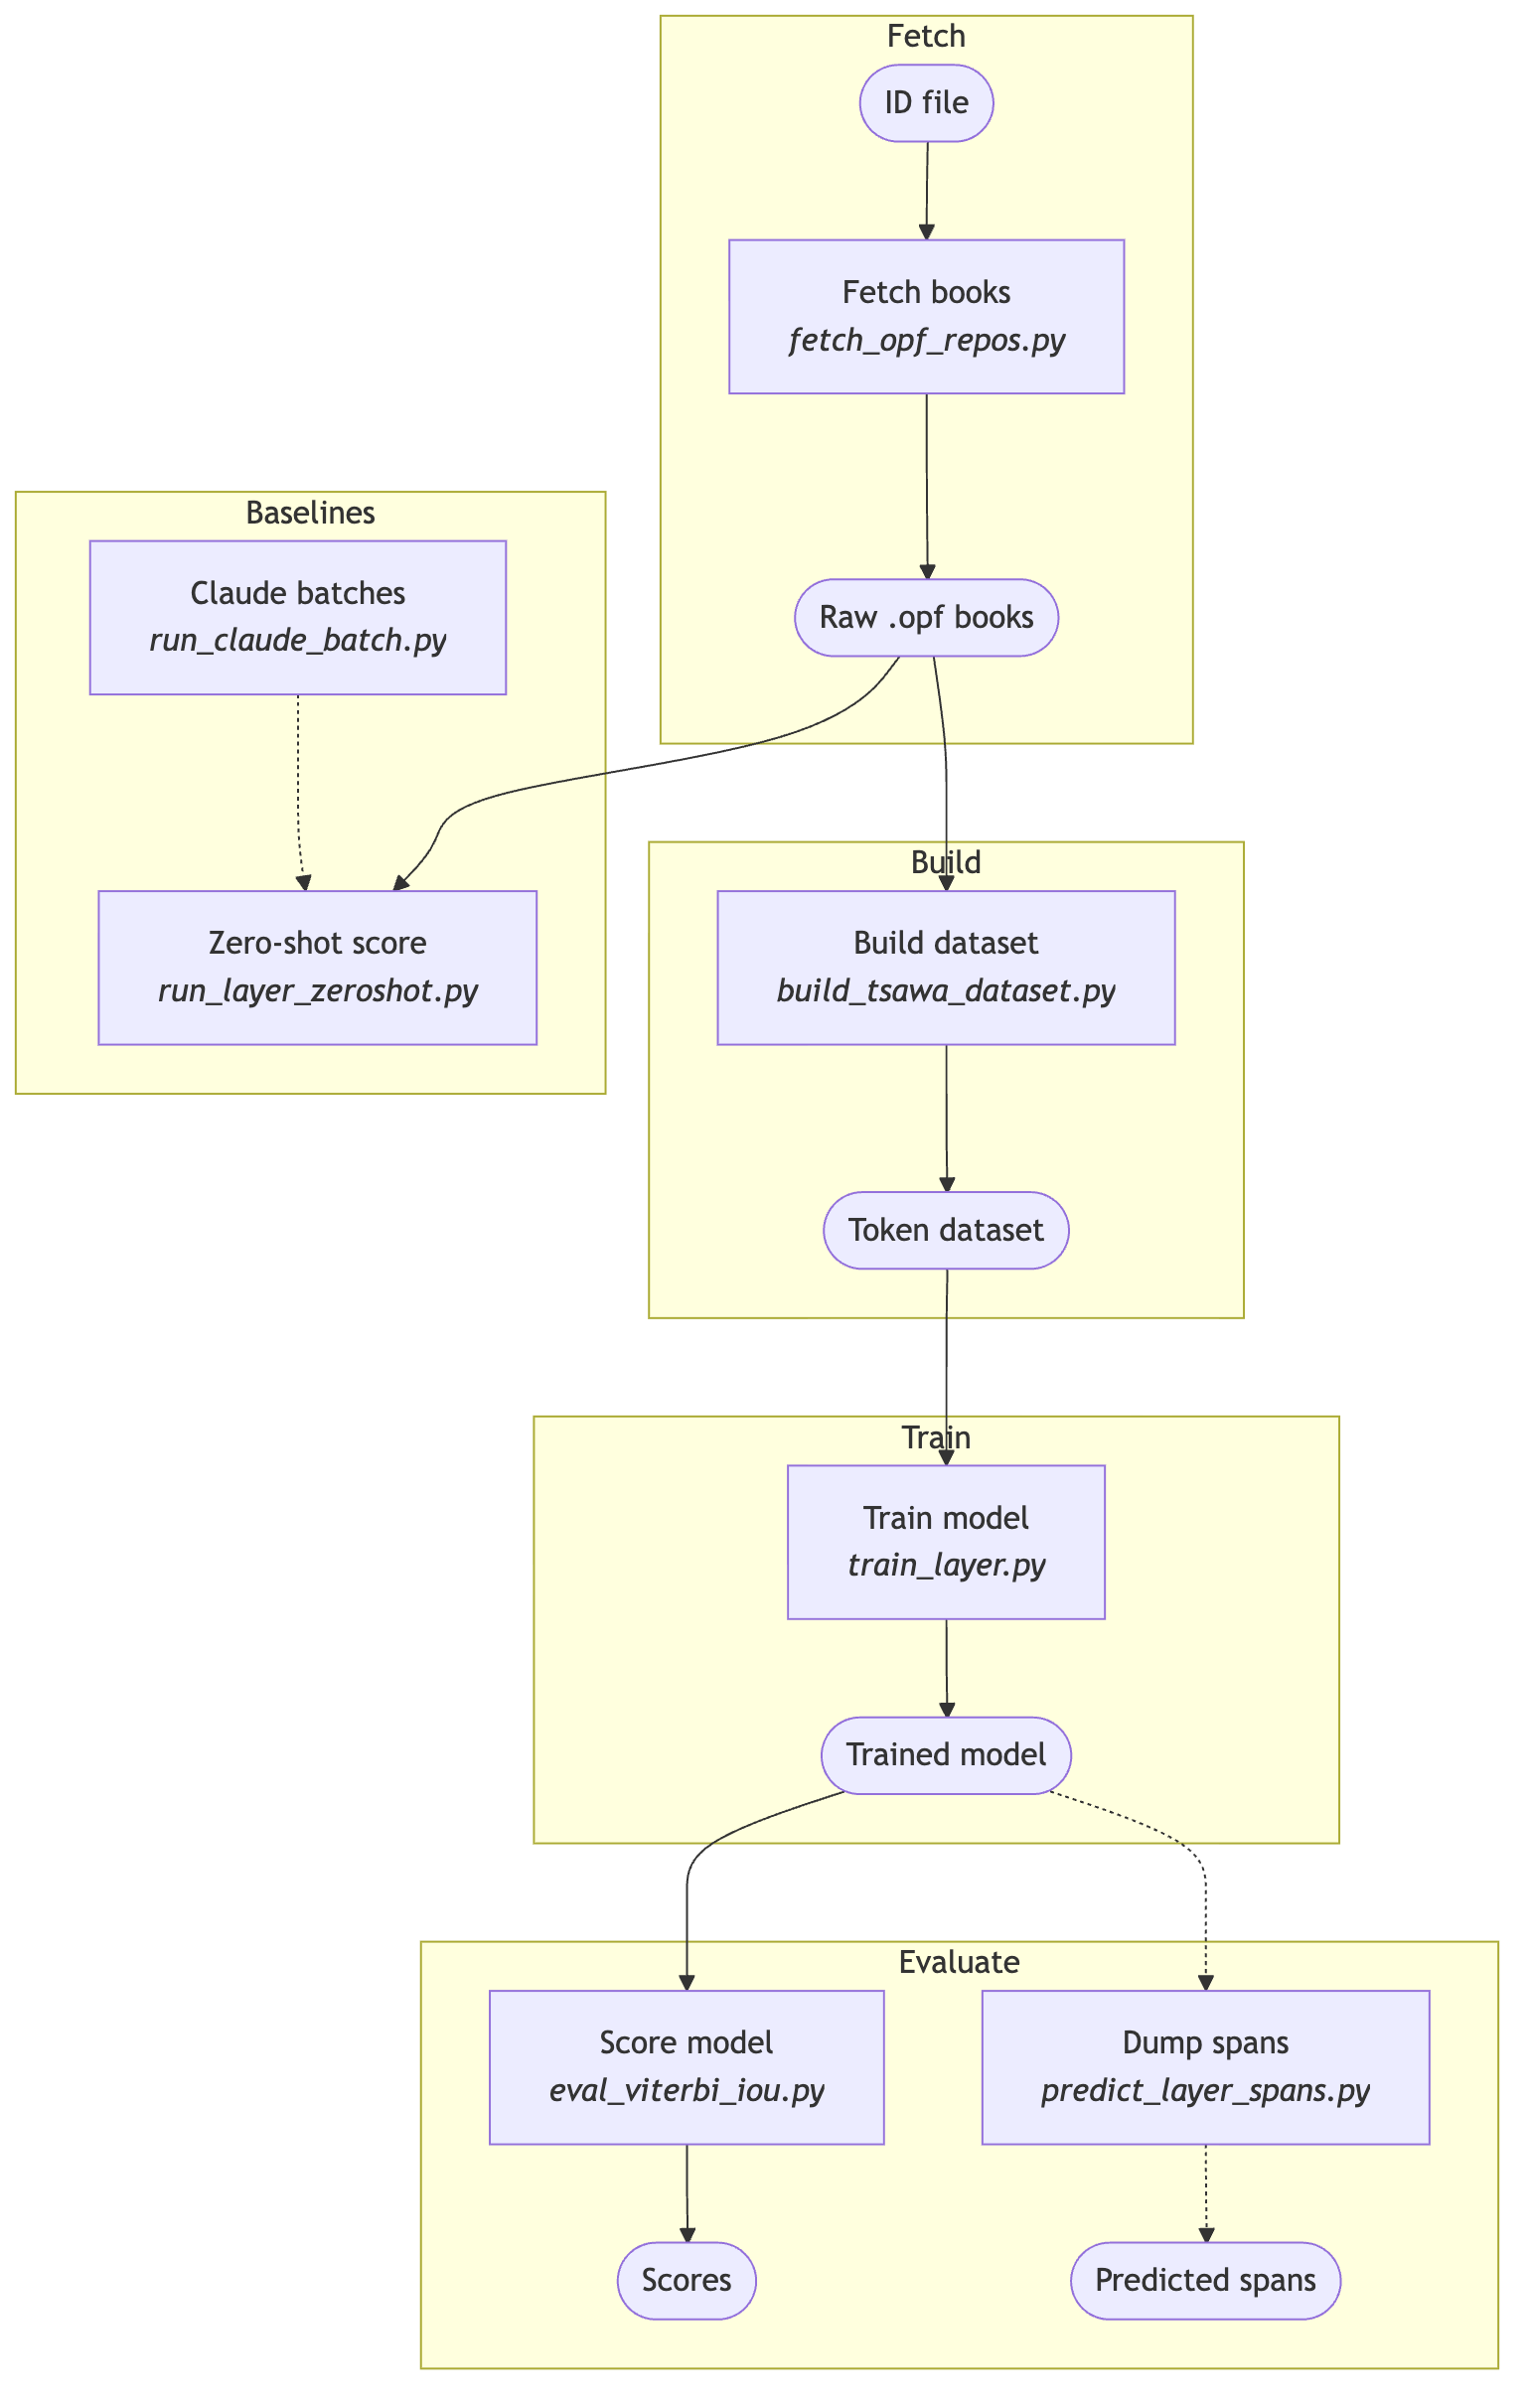 Fetch
ID file
Fetch books
fetch_opf_repos.py
Raw .opf books
Baselines
Claude batches
run_claude_batch.py
Zero-shot score
run_layer_zeroshot.py
Build
Build dataset
build_tsawa_dataset.py
Token dataset
Train
Train model
train_layer.py
Trained model
Evaluate
Score model
eval_viterbi_iou.py
Scores
Dump spans
predict_layer_spans.py
Predicted spans